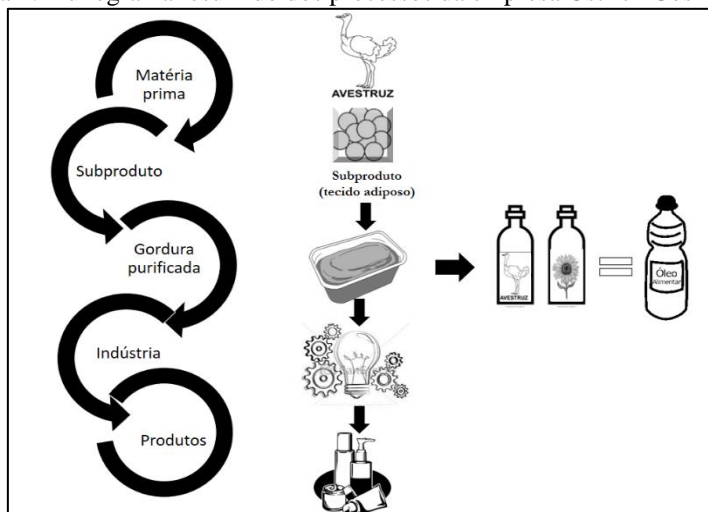 Matéria
prima
Subproduto
Gordura
purificada
Indústria
Produtos
AVESTRUZ
Subproduto
(tecido adiposo)
AVESTRUZ
Óleo
Alimentar